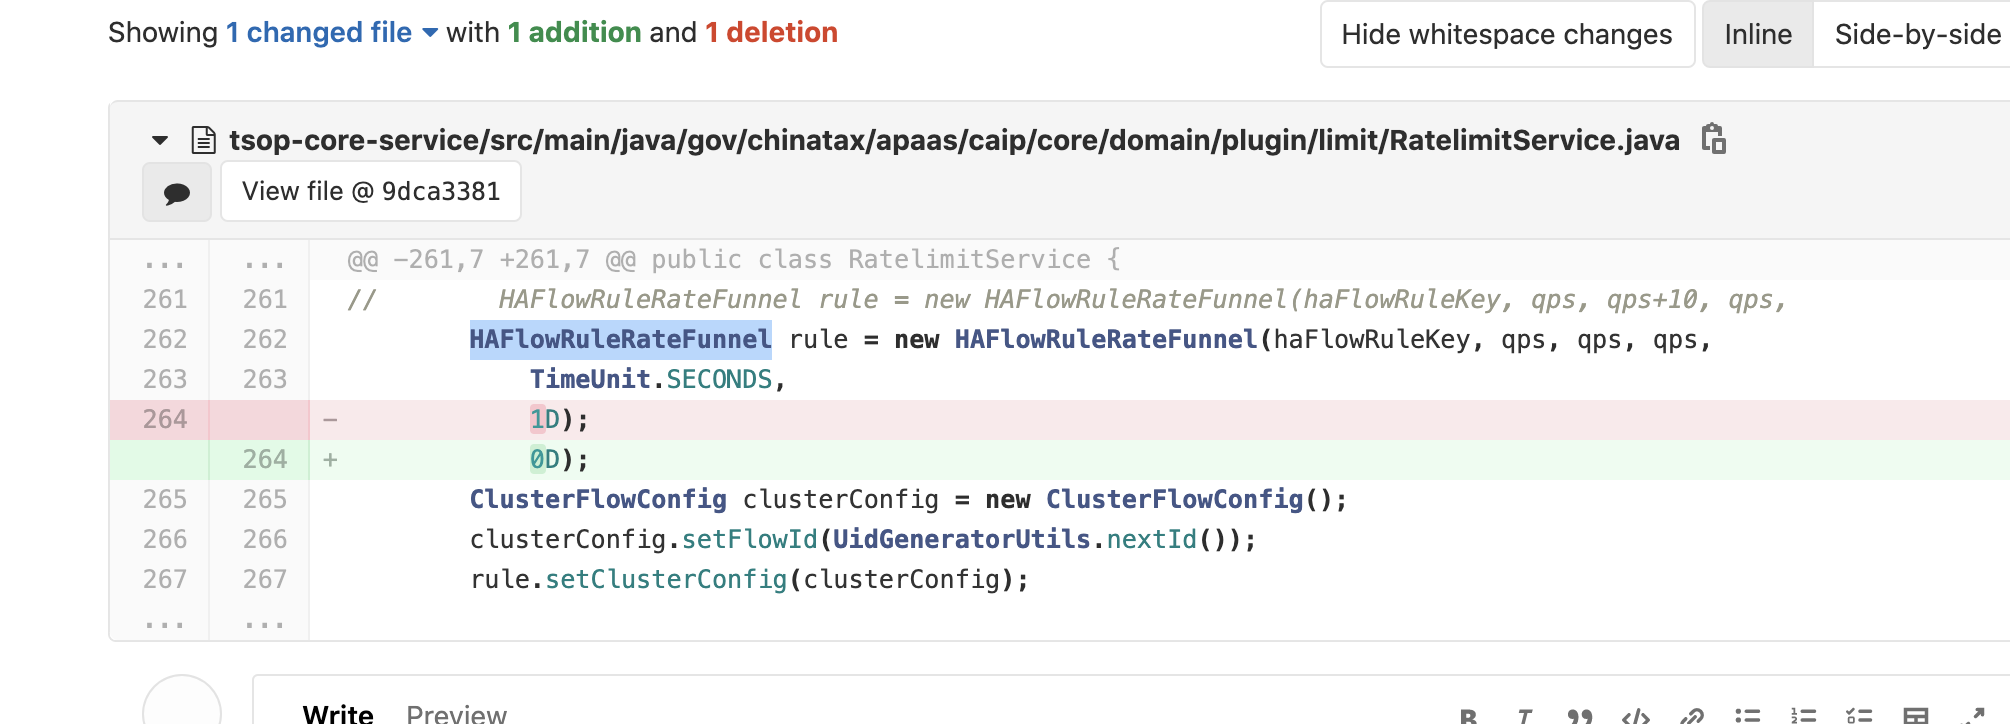 Showing 1 changed file with 1 addition and 1 deletion
Hide whitespace changes Inline Side-by-side
tsop-core-service/src/main/java/gov/chinatax/apaas/caip/core/domain/plugin/limit/RatelimitService.java
View file @ 9dca3381
... ... @@ -261,7 +261,7 @@ public class RatelimitService {
261 261 // HAFlowRuleRateFunnel rule = new HAFlowRuleRateFunnel(haFlowRuleKey, qps, qps+10, qps,
262 262 HAFlowRuleRateFunnel rule = new HAFlowRuleRateFunnel(haFlowRuleKey, qps, qps, qps,
263 263 TimeUnit.SECONDS,
264 - 1D);
264 + 0D);
265 265 ClusterFlowConfig clusterConfig = new ClusterFlowConfig();
266 266 clusterConfig.setFlowId(UidGeneratorUtils.nextId());
267 267 rule.setClusterConfig(clusterConfig);
... ...
Write Preview